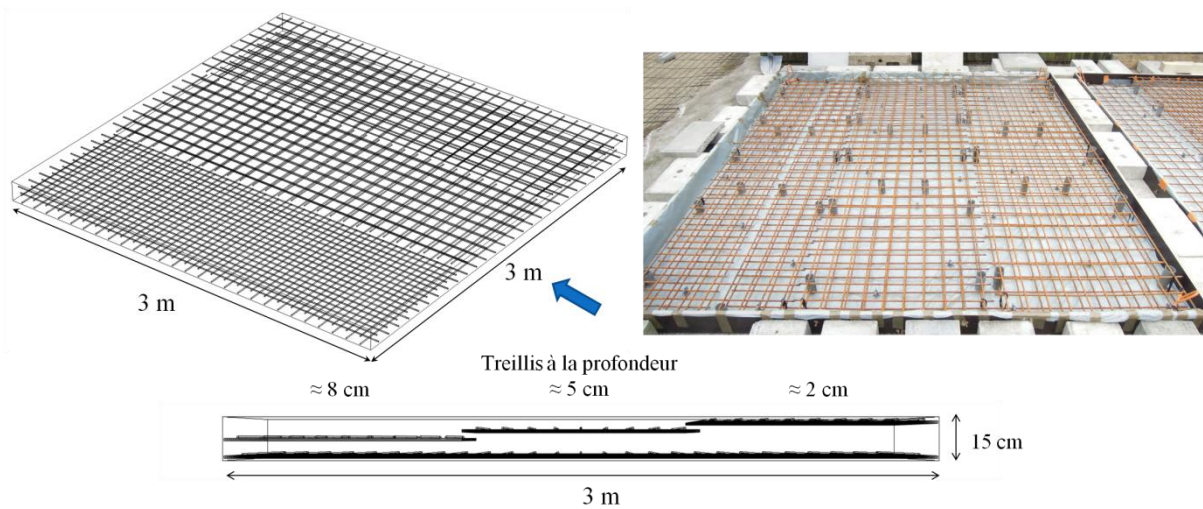 3 m
3 m
Treillis à la profondeur
≈ 8 cm
≈ 5 cm
≈ 2 cm
15 cm
3 m